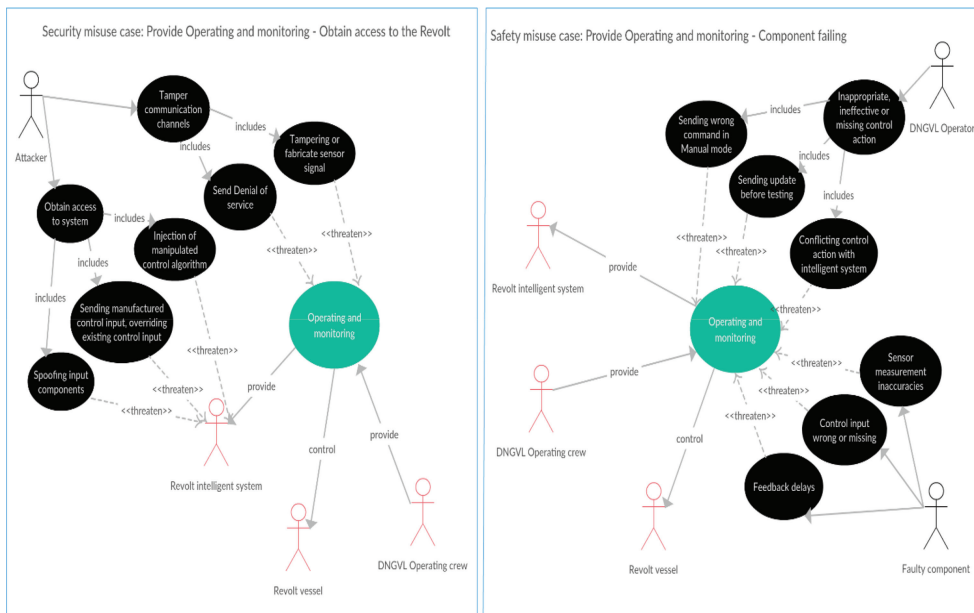 Security misuse case: Provide Operating and monitoring - Obtain access to the Revolt
Attacker
Tamper
communication
channels
includes
includes
Tampering or
fabricate sensor
signal
Send Denial of
service
Obtain access
to system
includes
includes
includes
Injection of
manipulated
control algorithm
<<threaten>>
<<threaten>>
Sending manufactured
control input, overriding
existing control input
Operating and
monitoring
<<threaten>>
Spoofing input
components
<<threaten>>
<<threaten>>
provide
Revolt intelligent system
control
provide
Revolt vessel
DNGVL Operating crew
Safety misuse case: Provide Operating and monitoring - Component failing
DNGVL Operator
Inappropriate,
ineffective or
missing control
action
includes
includes
includes
Sending wrong
command in
Manual mode
Sending update
before testing
Conflicting control
action with
intelligent system
<<threaten>>
<<threaten>>
<<threaten>>
Revolt intelligent system
provide
Operating and
monitoring
DNGVL Operating crew
provide
control
Revolt vessel
<<threaten>>
<<threaten>>
<<threaten>>
Sensor
measurement
inaccuracies
Control input
wrong or missing
Feedback delays
Faulty component